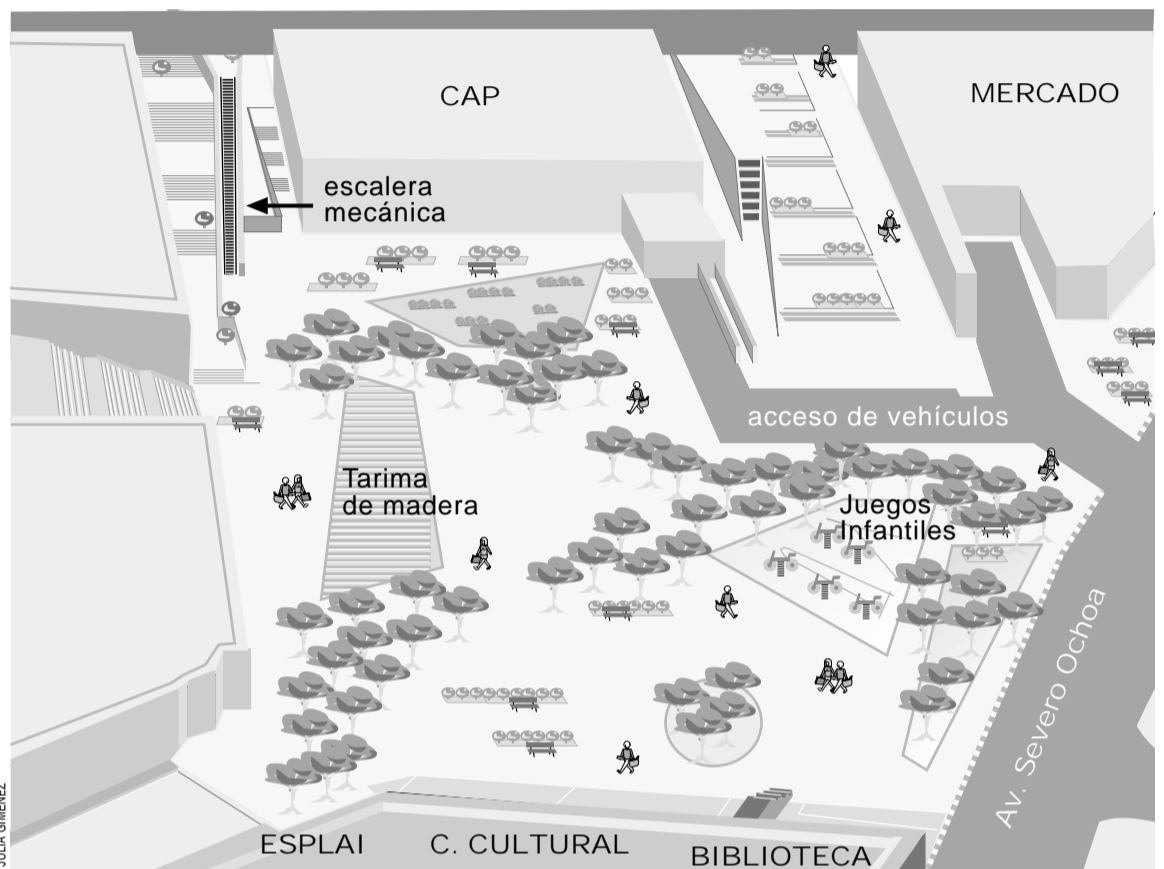 CAP
MERCADO
escalera
mecánica
acceso de vehículos
Tarima
de madera
Juegos
Infantiles
Av. Severo Ochoa
ESPLAI
C. CULTURAL
BIBLIOTECA
JULIA GIMENEZ